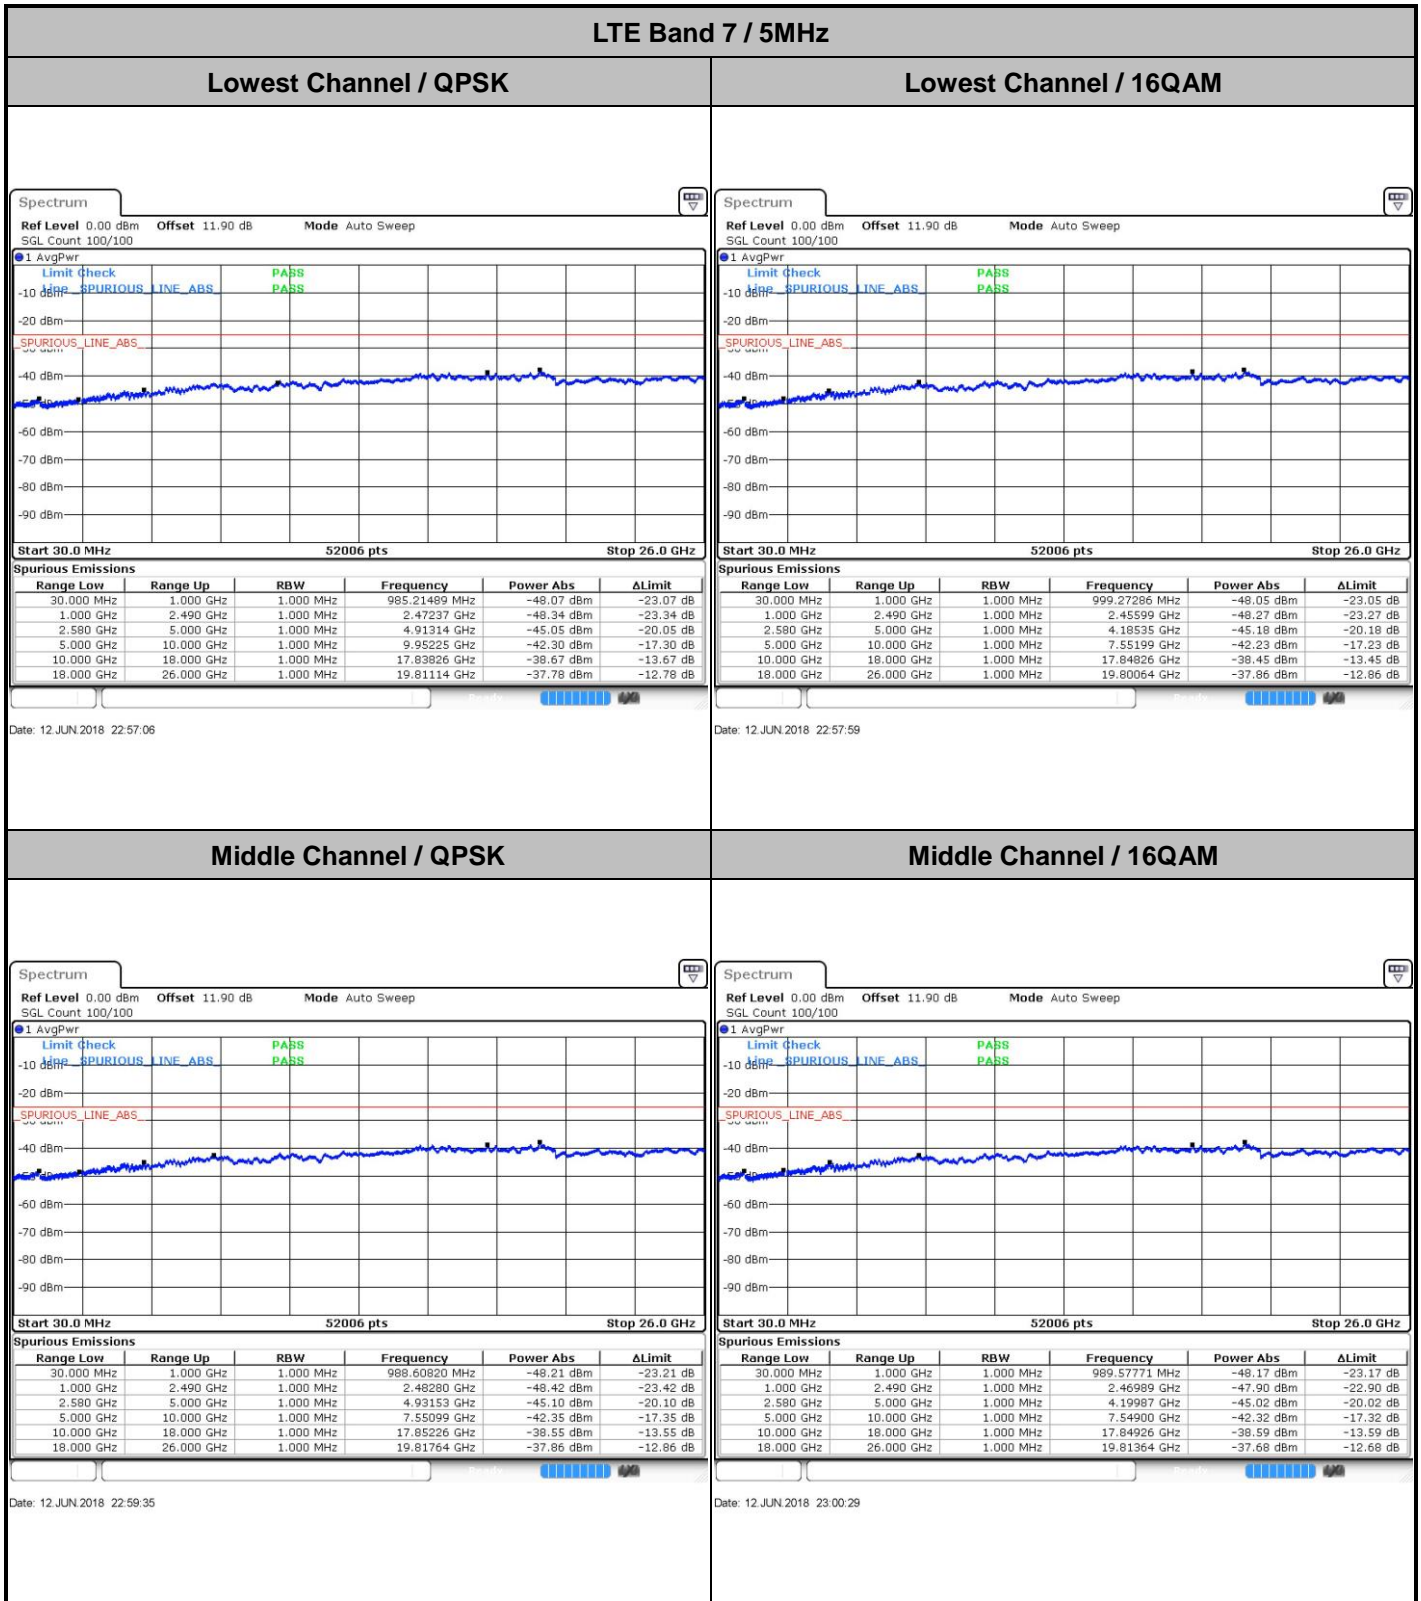 LTE Band 7 / 5MHz
Lowest Channel / QPSK
Lowest Channel / 16QAM
Spectrum
Ref Level 0.00 dBm Offset 11.90 dB Mode Auto Sweep
SGL Count 100/100
1 AvgPwr
Limit Check PASS
Line _SPURIOUS_LINE_ABS_ PASS
-10 dBm
-20 dBm
_SPURIOUS_LINE_ABS_
-40 dBm
-60 dBm
-70 dBm
-80 dBm
-90 dBm
Start 30.0 MHz 52006 pts Stop 26.0 GHz
Spurious Emissions
Range Low Range Up RBW Frequency Power Abs ΔLimit
30.000 MHz 1.000 GHz 1.000 MHz 985.21489 MHz -48.07 dBm -23.07 dB
1.000 GHz 2.490 GHz 1.000 MHz 2.47237 GHz -48.34 dBm -23.34 dB
2.580 GHz 5.000 GHz 1.000 MHz 4.91314 GHz -45.05 dBm -20.05 dB
5.000 GHz 10.000 GHz 1.000 MHz 9.95225 GHz -42.30 dBm -17.30 dB
10.000 GHz 18.000 GHz 1.000 MHz 17.83826 GHz -38.67 dBm -13.67 dB
18.000 GHz 26.000 GHz 1.000 MHz 19.81114 GHz -37.78 dBm -12.78 dB
Date: 12.JUN.2018 22:57:06
Spectrum
Ref Level 0.00 dBm Offset 11.90 dB Mode Auto Sweep
SGL Count 100/100
1 AvgPwr
Limit Check PASS
Line _SPURIOUS_LINE_ABS_ PASS
-10 dBm
-20 dBm
_SPURIOUS_LINE_ABS_
-40 dBm
-60 dBm
-70 dBm
-80 dBm
-90 dBm
Start 30.0 MHz 52006 pts Stop 26.0 GHz
Spurious Emissions
Range Low Range Up RBW Frequency Power Abs ΔLimit
30.000 MHz 1.000 GHz 1.000 MHz 999.27286 MHz -48.05 dBm -23.05 dB
1.000 GHz 2.490 GHz 1.000 MHz 2.45599 GHz -48.27 dBm -23.27 dB
2.580 GHz 5.000 GHz 1.000 MHz 4.18535 GHz -45.18 dBm -20.18 dB
5.000 GHz 10.000 GHz 1.000 MHz 7.55199 GHz -42.23 dBm -17.23 dB
10.000 GHz 18.000 GHz 1.000 MHz 17.84826 GHz -38.45 dBm -13.45 dB
18.000 GHz 26.000 GHz 1.000 MHz 19.80064 GHz -37.86 dBm -12.86 dB
Date: 12.JUN.2018 22:57:59
Middle Channel / QPSK
Middle Channel / 16QAM
Spectrum
Ref Level 0.00 dBm Offset 11.90 dB Mode Auto Sweep
SGL Count 100/100
1 AvgPwr
Limit Check PASS
Line _SPURIOUS_LINE_ABS_ PASS
-10 dBm
-20 dBm
_SPURIOUS_LINE_ABS_
-40 dBm
-60 dBm
-70 dBm
-80 dBm
-90 dBm
Start 30.0 MHz 52006 pts Stop 26.0 GHz
Spurious Emissions
Range Low Range Up RBW Frequency Power Abs ΔLimit
30.000 MHz 1.000 GHz 1.000 MHz 988.60820 MHz -48.21 dBm -23.21 dB
1.000 GHz 2.490 GHz 1.000 MHz 2.48280 GHz -48.42 dBm -23.42 dB
2.580 GHz 5.000 GHz 1.000 MHz 4.93153 GHz -45.10 dBm -20.10 dB
5.000 GHz 10.000 GHz 1.000 MHz 7.55099 GHz -42.35 dBm -17.35 dB
10.000 GHz 18.000 GHz 1.000 MHz 17.85226 GHz -38.55 dBm -13.55 dB
18.000 GHz 26.000 GHz 1.000 MHz 19.81764 GHz -37.86 dBm -12.86 dB
Date: 12.JUN.2018 22:59:35
Spectrum
Ref Level 0.00 dBm Offset 11.90 dB Mode Auto Sweep
SGL Count 100/100
1 AvgPwr
Limit Check PASS
Line _SPURIOUS_LINE_ABS_ PASS
-10 dBm
-20 dBm
_SPURIOUS_LINE_ABS_
-40 dBm
-60 dBm
-70 dBm
-80 dBm
-90 dBm
Start 30.0 MHz 52006 pts Stop 26.0 GHz
Spurious Emissions
Range Low Range Up RBW Frequency Power Abs ΔLimit
30.000 MHz 1.000 GHz 1.000 MHz 989.57771 MHz -48.17 dBm -23.17 dB
1.000 GHz 2.490 GHz 1.000 MHz 2.46989 GHz -47.90 dBm -22.90 dB
2.580 GHz 5.000 GHz 1.000 MHz 4.19987 GHz -45.02 dBm -20.02 dB
5.000 GHz 10.000 GHz 1.000 MHz 7.54900 GHz -42.32 dBm -17.32 dB
10.000 GHz 18.000 GHz 1.000 MHz 17.84926 GHz -38.59 dBm -13.59 dB
18.000 GHz 26.000 GHz 1.000 MHz 19.81364 GHz -37.68 dBm -12.68 dB
Date: 12.JUN.2018 23:00:29